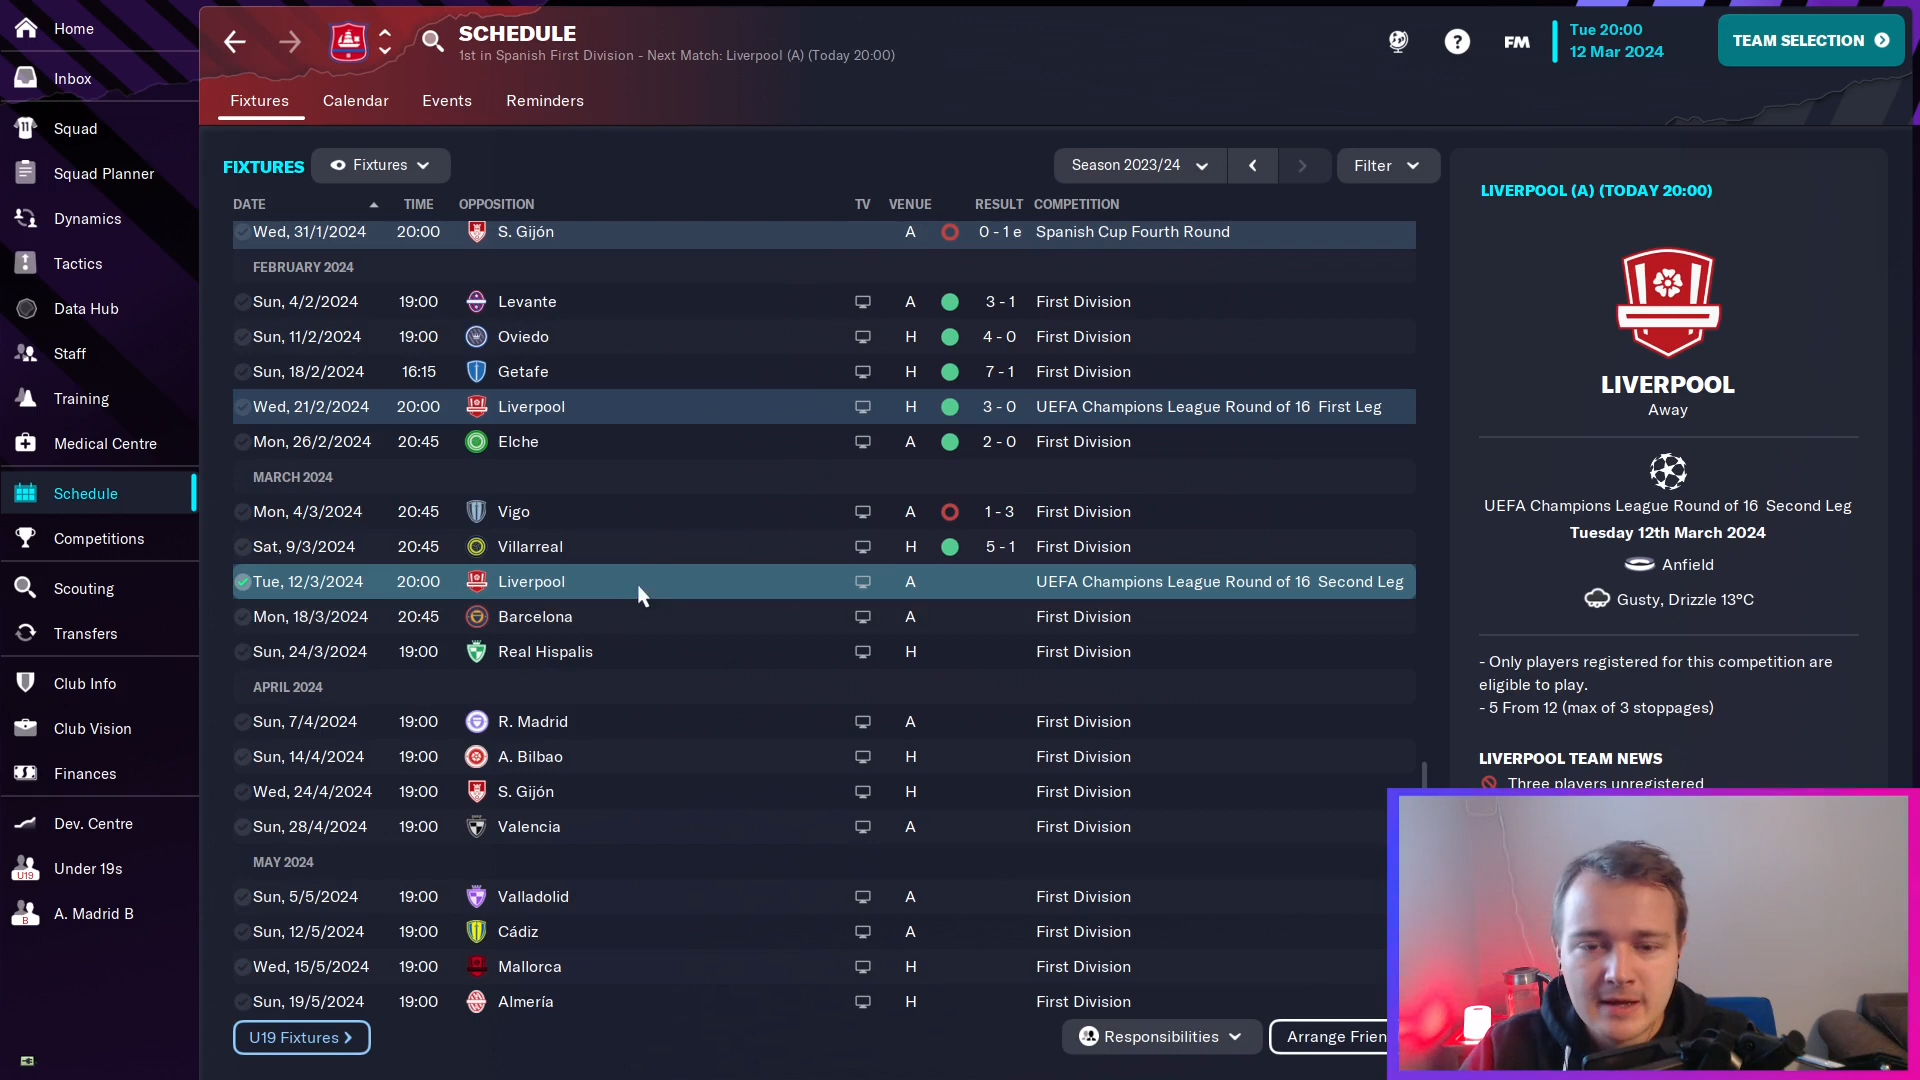 Home
Inbox
Squad
Squad Planner
Dynamics
Tactics
Data Hub
Staff
Training
Medical Centre
Schedule
Competitions
Scouting
Transfers
Club Info
Club Vision
Finances
Dev. Centre
U19
Under 19s
B
A. Madrid B
SCHEDULE
1st in Spanish First Division - Next Match: Liverpool (A) (Today 20:00)
? FM
Tue 20:00
12 Mar 2024
TEAM SELECTION
Fixtures Calendar Events Reminders
FIXTURES Fixtures Season 2023/24 Filter
DATE TIME OPPOSITION TV VENUE RESULT COMPETITION
Wed, 31/1/2024 20:00 S. Gijón A 0 - 1 e Spanish Cup Fourth Round
FEBRUARY 2024
Sun, 4/2/2024 19:00 Levante A 3 - 1 First Division
Sun, 11/2/2024 19:00 Oviedo H 4 - 0 First Division
Sun, 18/2/2024 16:15 Getafe H 7 - 1 First Division
Wed, 21/2/2024 20:00 Liverpool H 3 - 0 UEFA Champions League Round of 16 First Leg
Mon, 26/2/2024 20:45 Elche A 2 - 0 First Division
MARCH 2024
Mon, 4/3/2024 20:45 Vigo A 1 - 3 First Division
Sat, 9/3/2024 20:45 Villarreal H 5 - 1 First Division
Tue, 12/3/2024 20:00 Liverpool A UEFA Champions League Round of 16 Second Leg
Mon, 18/3/2024 20:45 Barcelona A First Division
Sun, 24/3/2024 19:00 Real Hispalis H First Division
APRIL 2024
Sun, 7/4/2024 19:00 R. Madrid A First Division
Sun, 14/4/2024 19:00 A. Bilbao H First Division
Wed, 24/4/2024 19:00 S. Gijón H First Division
Sun, 28/4/2024 19:00 Valencia A First Division
MAY 2024
Sun, 5/5/2024 19:00 Valladolid A First Division
Sun, 12/5/2024 19:00 Cádiz A First Division
Wed, 15/5/2024 19:00 Mallorca H First Division
Sun, 19/5/2024 19:00 Almería H First Division
U19 Fixtures Responsibilities Arrange Frien
LIVERPOOL (A) (TODAY 20:00)
LIVERPOOL
Away
UEFA Champions League Round of 16 Second Leg
Tuesday 12th March 2024
Anfield
Gusty, Drizzle 13°C
- Only players registered for this competition are
eligible to play.
- 5 From 12 (max of 3 stoppages)
LIVERPOOL TEAM NEWS
Three players unregistered